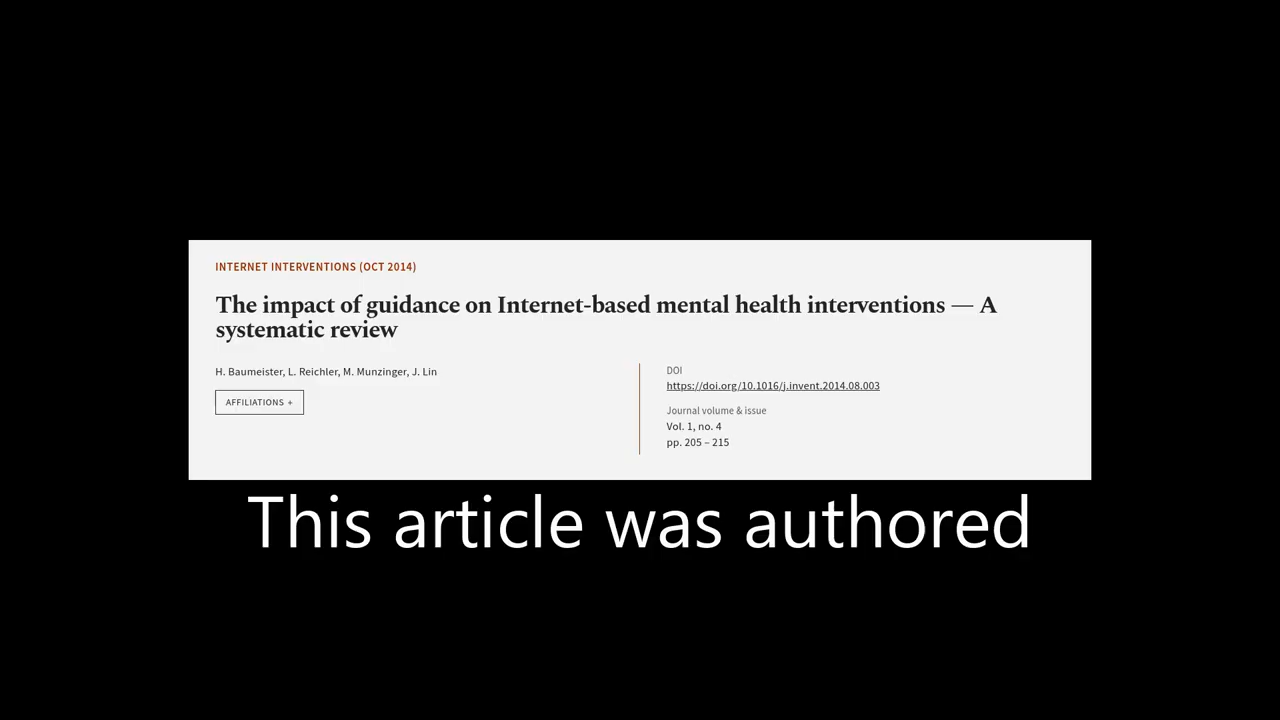 INTERNET INTERVENTIONS (OCT 2014)
The impact of guidance on Internet-based mental health interventions — A
systematic review
H. Baumeister, L. Reichler, M. Munzinger, J. Lin
AFFILIATIONS +
DOI
https://doi.org/10.1016/j.invent.2014.08.003
Journal volume & issue
Vol. 1, no. 4
pp. 205 – 215
This article was authored